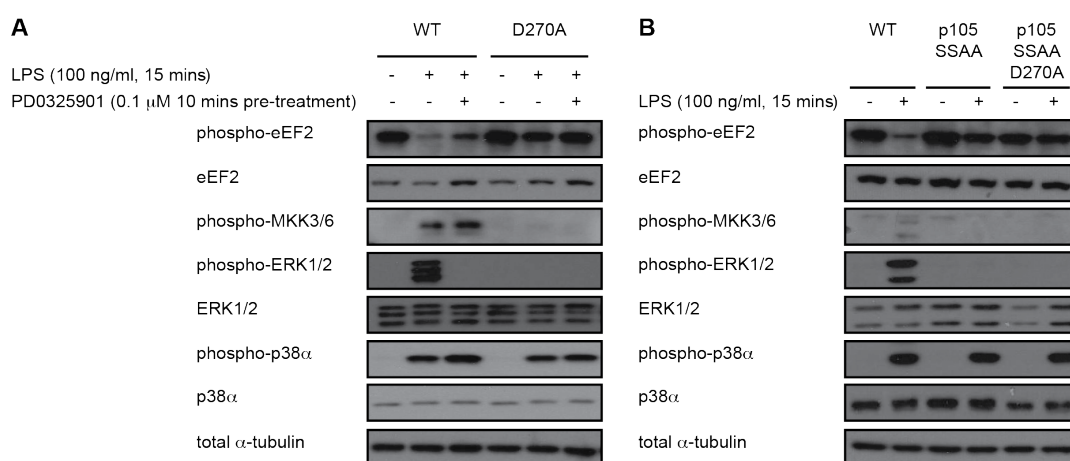 A
WT D270A
LPS (100 ng/ml, 15 mins) - + + - + +
PD0325901 (0.1 μM 10 mins pre-treatment) - - + - - +
phospho-eEF2
eEF2
phospho-MKK3/6
phospho-ERK1/2
ERK1/2
phospho-p38α
p38α
total α-tubulin
B
WT p105 p105
SSAA SSAA
D270A
LPS (100 ng/ml, 15 mins) - + - + - +
phospho-eEF2
eEF2
phospho-MKK3/6
phospho-ERK1/2
ERK1/2
phospho-p38α
p38α
total α-tubulin